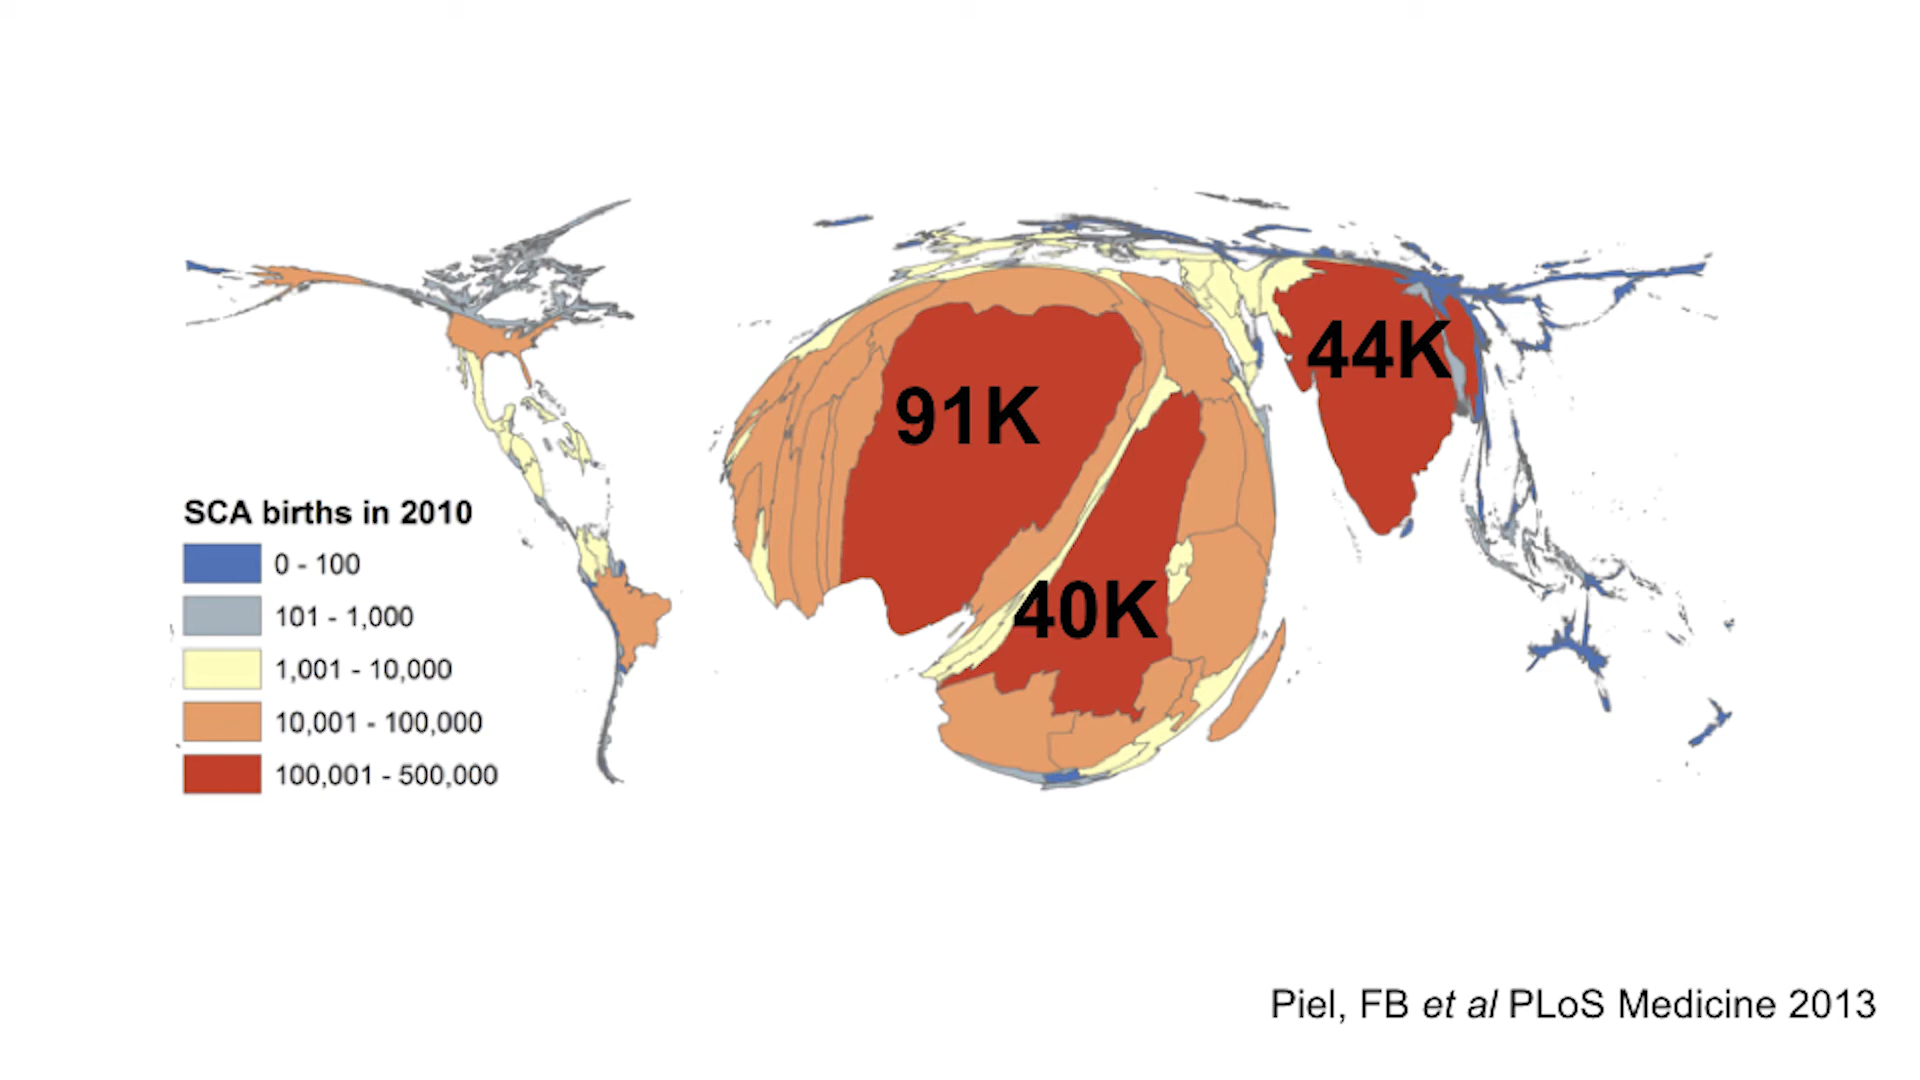 91K
44K
40K
SCA births in 2010
0 - 100
101 - 1,000
1,001 - 10,000
10,001 - 100,000
100,001 - 500,000
Piel, FB et al PLoS Medicine 2013